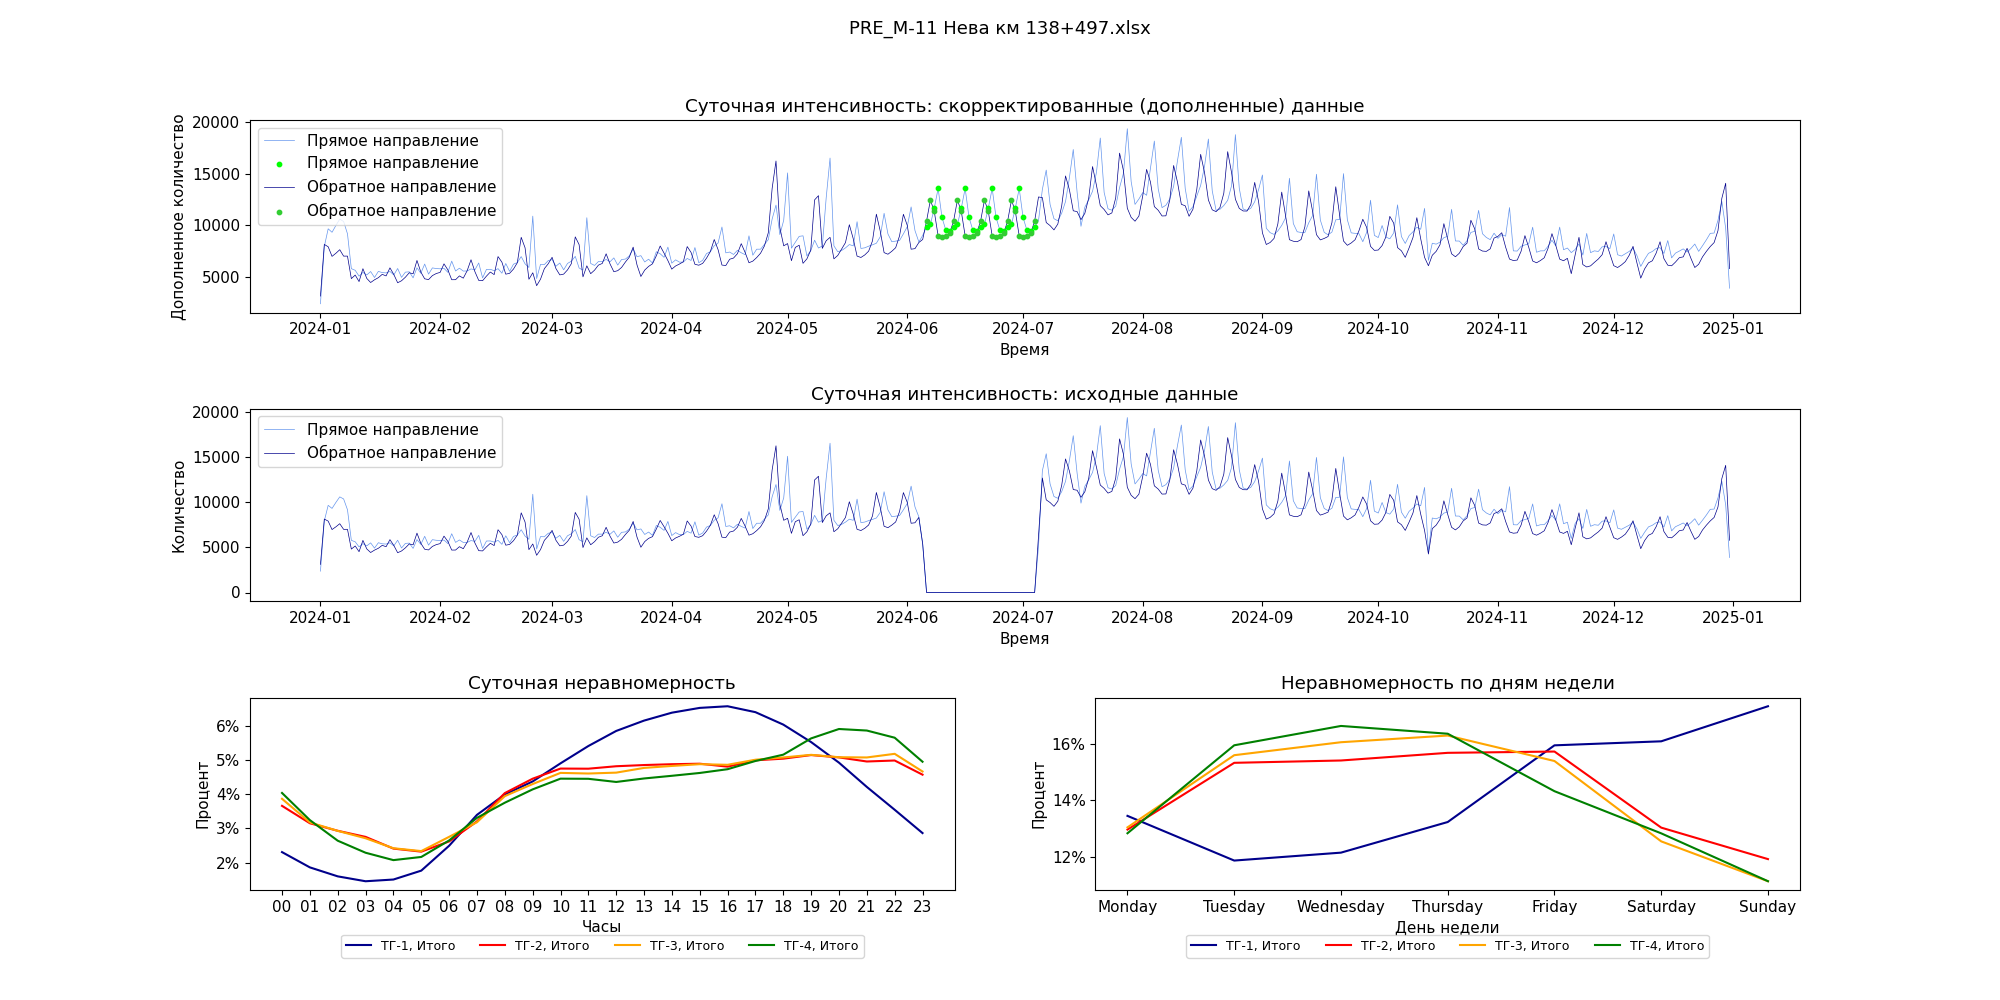 PRE_M-11 Нева км 138+497.xlsx
Суточная интенсивность: скорректированные (дополненные) данные
Дополненное количество
20000
15000
10000
5000
Прямое направление
Прямое направление
Обратное направление
Обратное направление
2024-01 2024-02 2024-03 2024-04 2024-05 2024-06 2024-07 2024-08 2024-09 2024-10 2024-11 2024-12 2025-01
Время
Суточная интенсивность: исходные данные
Количество
20000
15000
10000
5000
0
Прямое направление
Обратное направление
2024-01 2024-02 2024-03 2024-04 2024-05 2024-06 2024-07 2024-08 2024-09 2024-10 2024-11 2024-12 2025-01
Время
Суточная неравномерность
Процент
6%
5%
4%
3%
2%
00 01 02 03 04 05 06 07 08 09 10 11 12 13 14 15 16 17 18 19 20 21 22 23
Часы
ТГ-1, Итого ТГ-2, Итого ТГ-3, Итого ТГ-4, Итого
Неравномерность по дням недели
Процент
16%
14%
12%
Monday Tuesday Wednesday Thursday Friday Saturday Sunday
День недели
ТГ-1, Итого ТГ-2, Итого ТГ-3, Итого ТГ-4, Итого